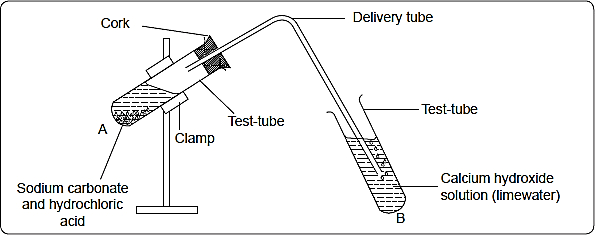 Cork
Delivery tube
A
Clamp
Test-tube
Test-tube
Sodium carbonate
and hydrochloric
acid
Calcium hydroxide
solution (limewater)
B